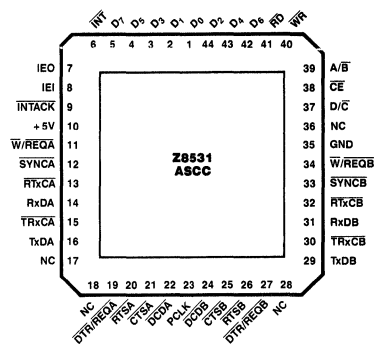 INT D7 D5 D3 D1 D0 D2 D4 D6 RD WR
6 5 4 3 2 1 44 43 42 41 40
IEO 7
IEI 8
INTACK 9
+5V 10
W/REQA 11
SYNCA 12
RTxCA 13
RxDA 14
TRxCA 15
TxDA 16
NC 17
Z8531
ASCC
39 A/B
38 CE
37 D/C
36 NC
35 GND
34 W/REQB
33 SYNCB
32 RTxCB
31 RxDB
30 TRxCB
29 TxDB
18 19 20 21 22 23 24 25 26 27 28
NC DTR/REQA RTSA CTSA DCDA PCLK DCDB CTSB RTSB DTR/REQB NC